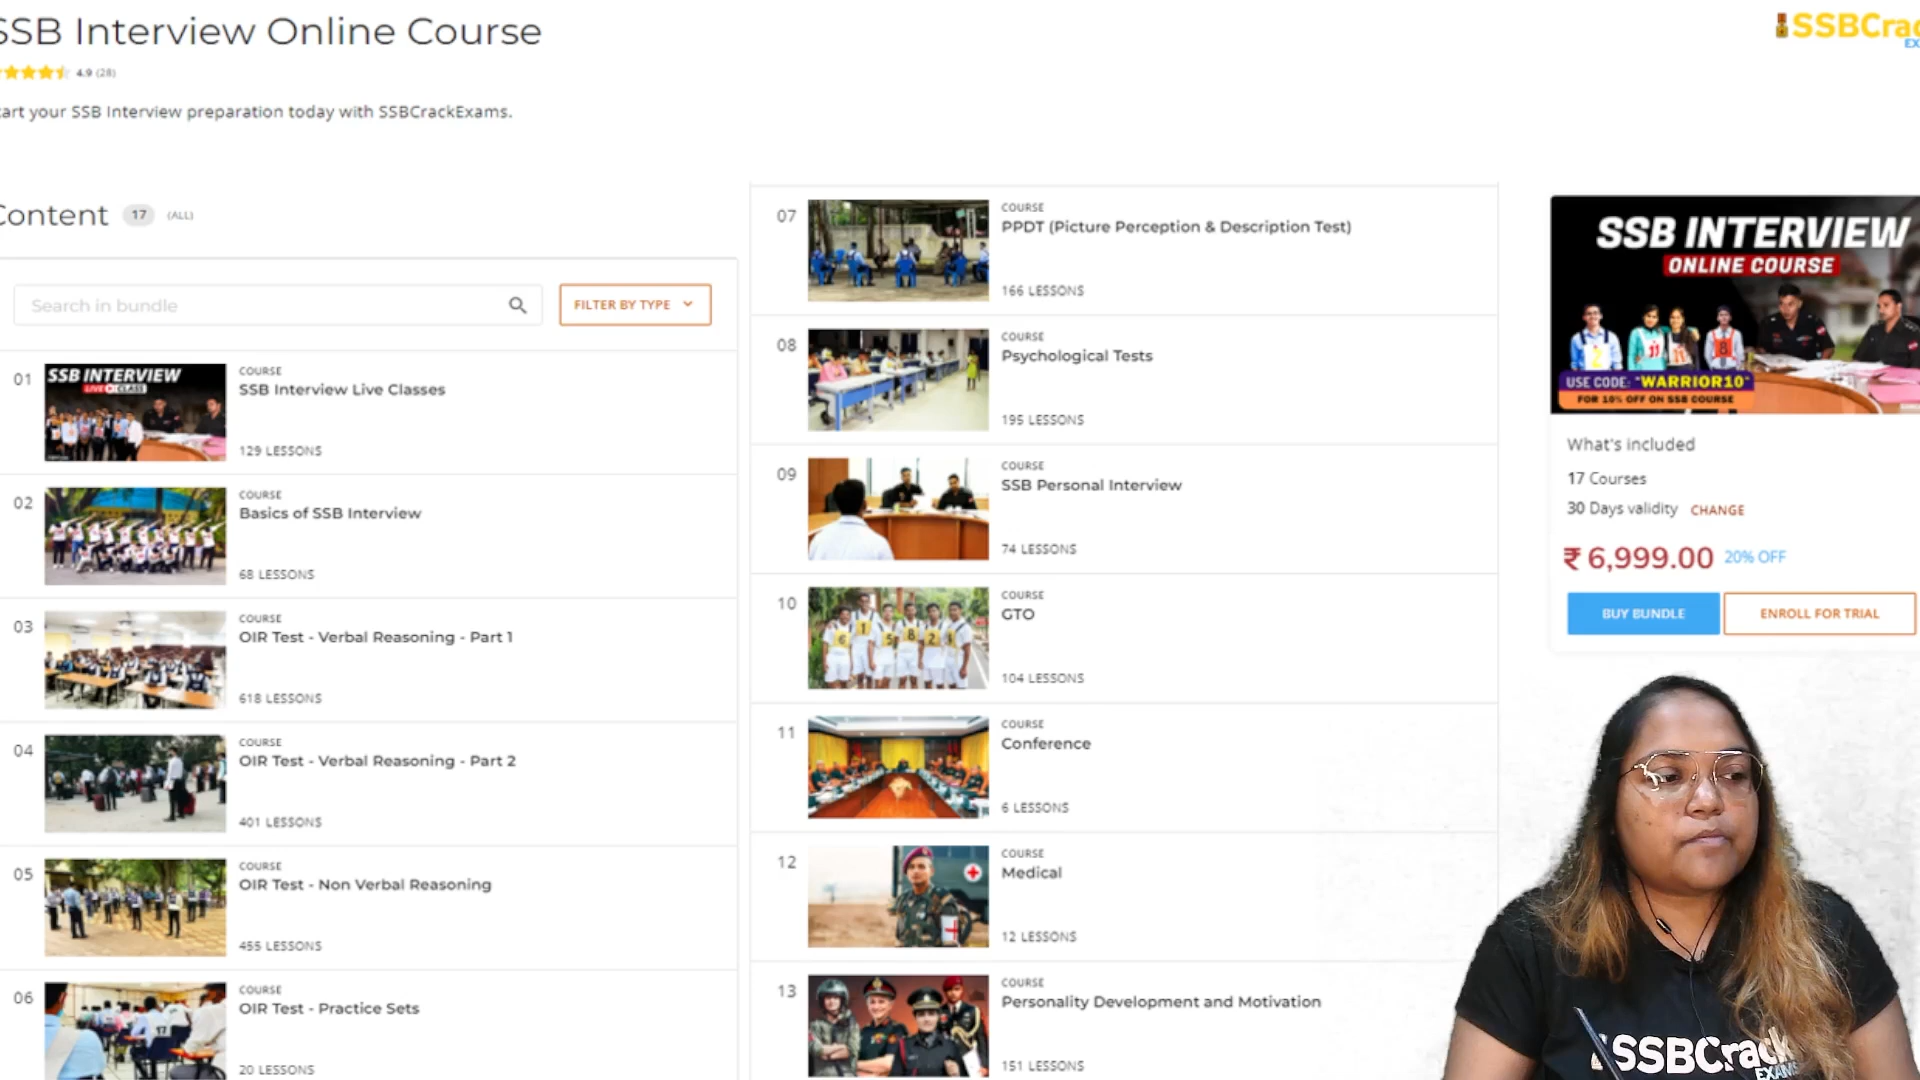 SSB Interview Online Course
4.9 (28)
art your SSB Interview preparation today with SSBCrackExams.
Content 17 (ALL)
Search in bundle
FILTER BY TYPE
01
SSB INTERVIEW
LIVE CLASS
COURSE
SSB Interview Live Classes
129 LESSONS
02
COURSE
Basics of SSB Interview
68 LESSONS
03
COURSE
OIR Test - Verbal Reasoning - Part 1
618 LESSONS
04
COURSE
OIR Test - Verbal Reasoning - Part 2
401 LESSONS
05
COURSE
OIR Test - Non Verbal Reasoning
455 LESSONS
06
COURSE
OIR Test - Practice Sets
20 LESSONS
07
COURSE
PPDT (Picture Perception & Description Test)
166 LESSONS
08
COURSE
Psychological Tests
195 LESSONS
09
COURSE
SSB Personal Interview
74 LESSONS
10
COURSE
GTO
104 LESSONS
11
COURSE
Conference
6 LESSONS
12
COURSE
Medical
12 LESSONS
13
COURSE
Personality Development and Motivation
151 LESSONS
SSBCrac
EX
SSB INTERVIEW
ONLINE COURSE
USE CODE: "WARRIOR10"
FOR 10% OFF ON SSB COURSE
What's included
17 Courses
30 Days validity CHANGE
₹ 6,999.00 20% OFF
BUY BUNDLE
ENROLL FOR TRIAL
SSBCrack
EXAMS